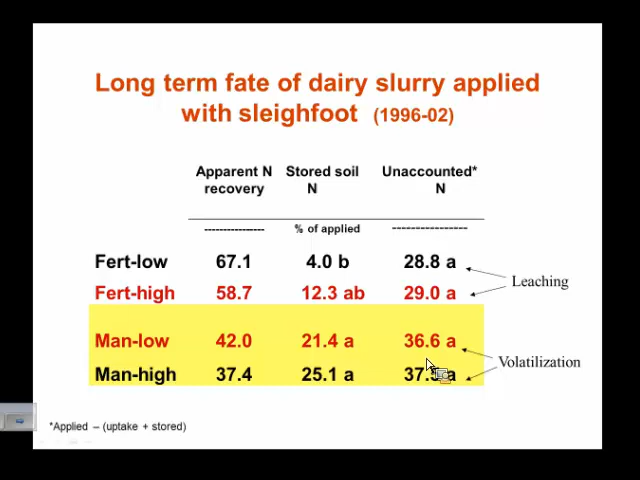 Long term fate of dairy slurry applied
with sleighfoot (1996-02)
Apparent N Stored soil Unaccounted*
recovery N N
---------------- % of applied ----------------
Fert-low 67.1 4.0 b 28.8 a
Fert-high 58.7 12.3 ab 29.0 a
Leaching
Man-low 42.0 21.4 a 36.6 a
Volatilization
Man-high 37.4 25.1 a a
*Applied – (uptake + stored)